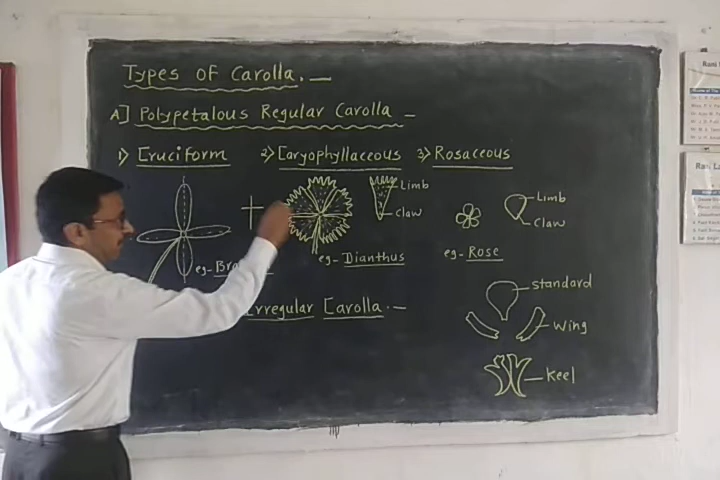 Types of Carolla. —
A] Polypetalous Regular Carolla —
1> Cruciform 2> Caryophyllaceous 3> Rosaceous
Limb
claw
Limb
claw
eg- Dianthus
eg- Rose
eg-
Irregular Carolla. —
standard
wing
Keel